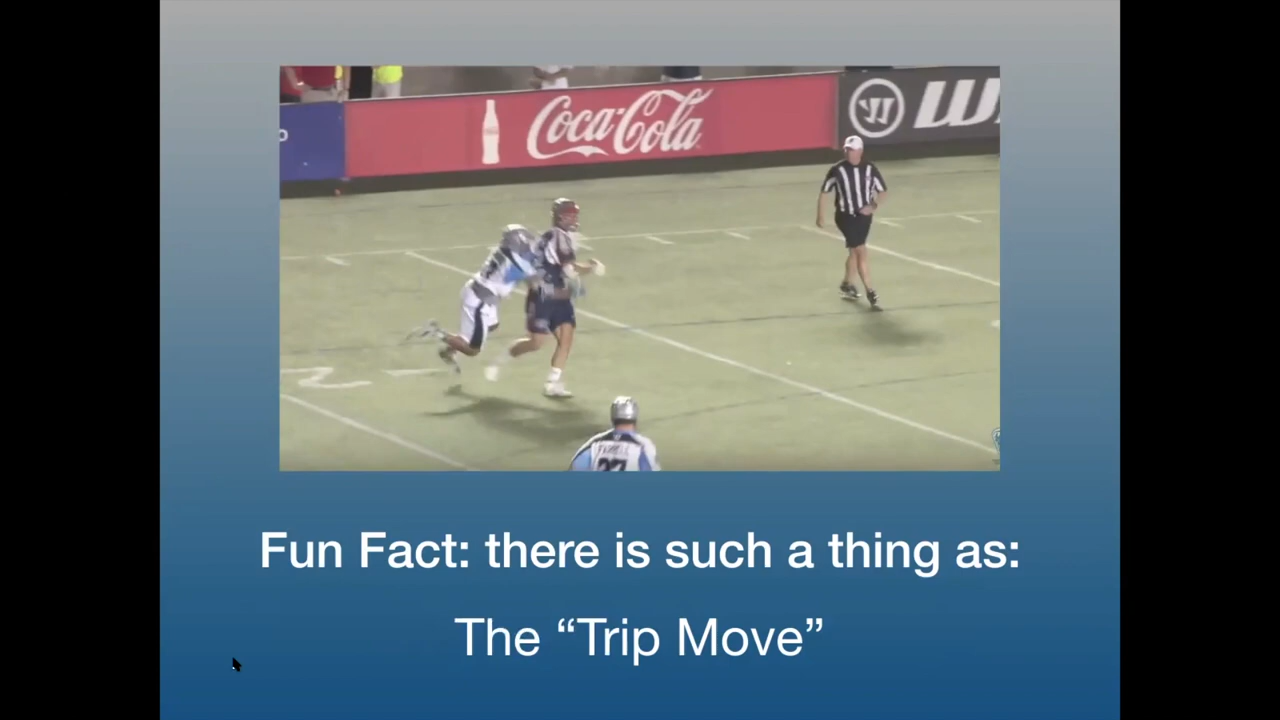 Coca-Cola
Fun Fact: there is such a thing as:
The “Trip Move”